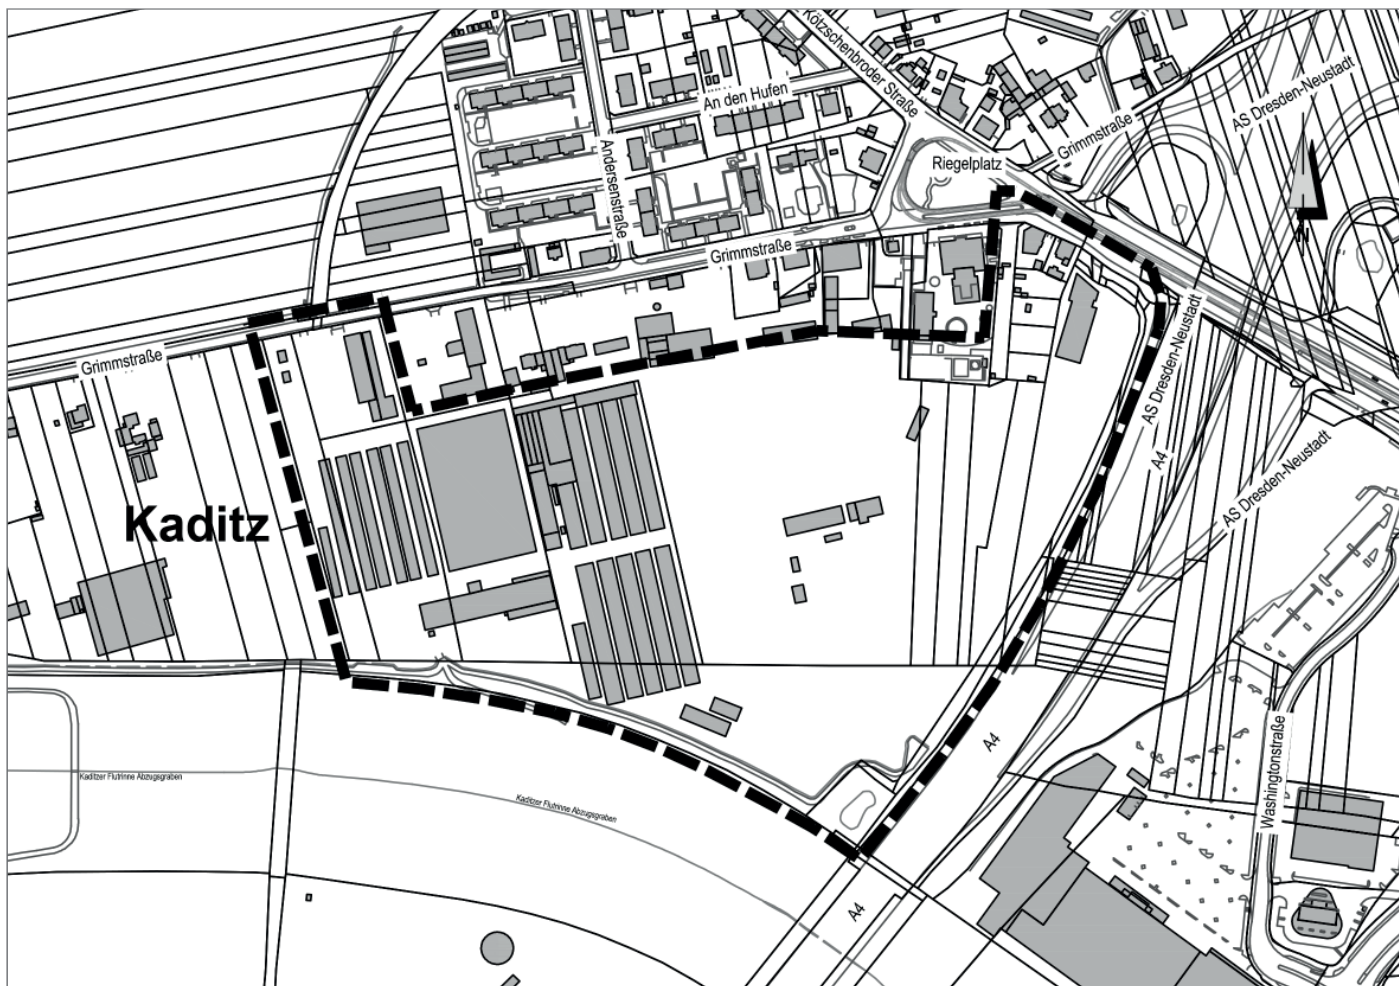 Kötzschenbroder Straße
An den Hufen
AS Dresden-Neustadt
Grimmstraße
Riegelplatz
Andersenstraße
Grimmstraße
N
Grimmstraße
AS Dresden-Neustadt
A4
AS Dresden-Neustadt
Kaditz
A4
Washingtonstraße
Kaditzer Flutrinne Abzugsgraben
Kaditzer Flutrinne Abzugsgraben
A4